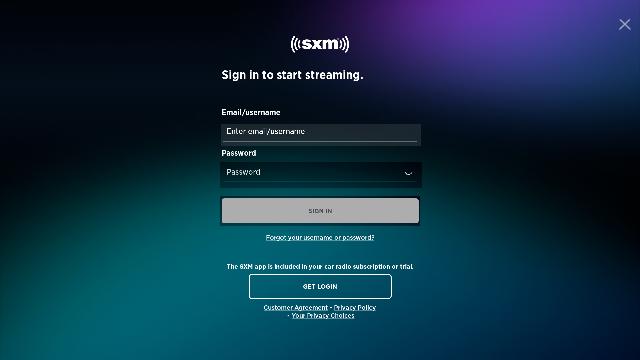 sxm
Sign in to start streaming.
Email/username
Enter email/username
Password
Password
SIGN IN
Forgot your username or password?
The SXM app is included in your car radio subscription or trial.
GET LOGIN
Customer Agreement - Privacy Policy
- Your Privacy Choices